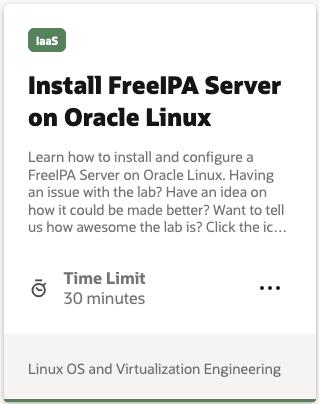 IaaS
Install FreeIPA Server
on Oracle Linux
Learn how to install and configure a
FreeIPA Server on Oracle Linux. Having
an issue with the lab? Have an idea on
how it could be made better? Want to tell
us how awesome the lab is? Click the ic...
Time Limit
30 minutes
Linux OS and Virtualization Engineering